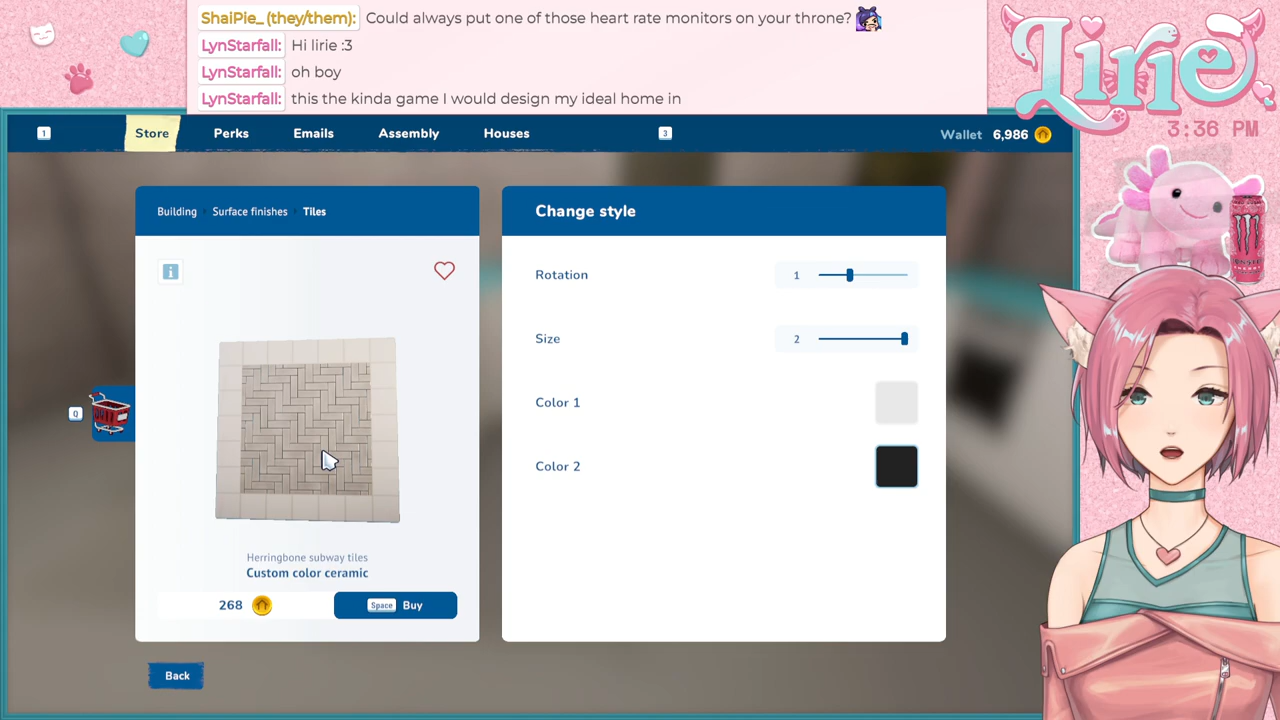 ShaiPie_ (they/them): Could always put one of those heart rate monitors on your throne?
LynStarfall: Hi lirie :3
LynStarfall: oh boy
LynStarfall: this the kinda game I would design my ideal home in
Lirie
3:36 PM
1 Store Perks Emails Assembly Houses 3 Wallet 6,986
Building Surface finishes Tiles
Change style
Rotation 1
Size 2
Color 1
Color 2
Q
Herringbone subway tiles
Custom color ceramic
268 Space Buy
Back